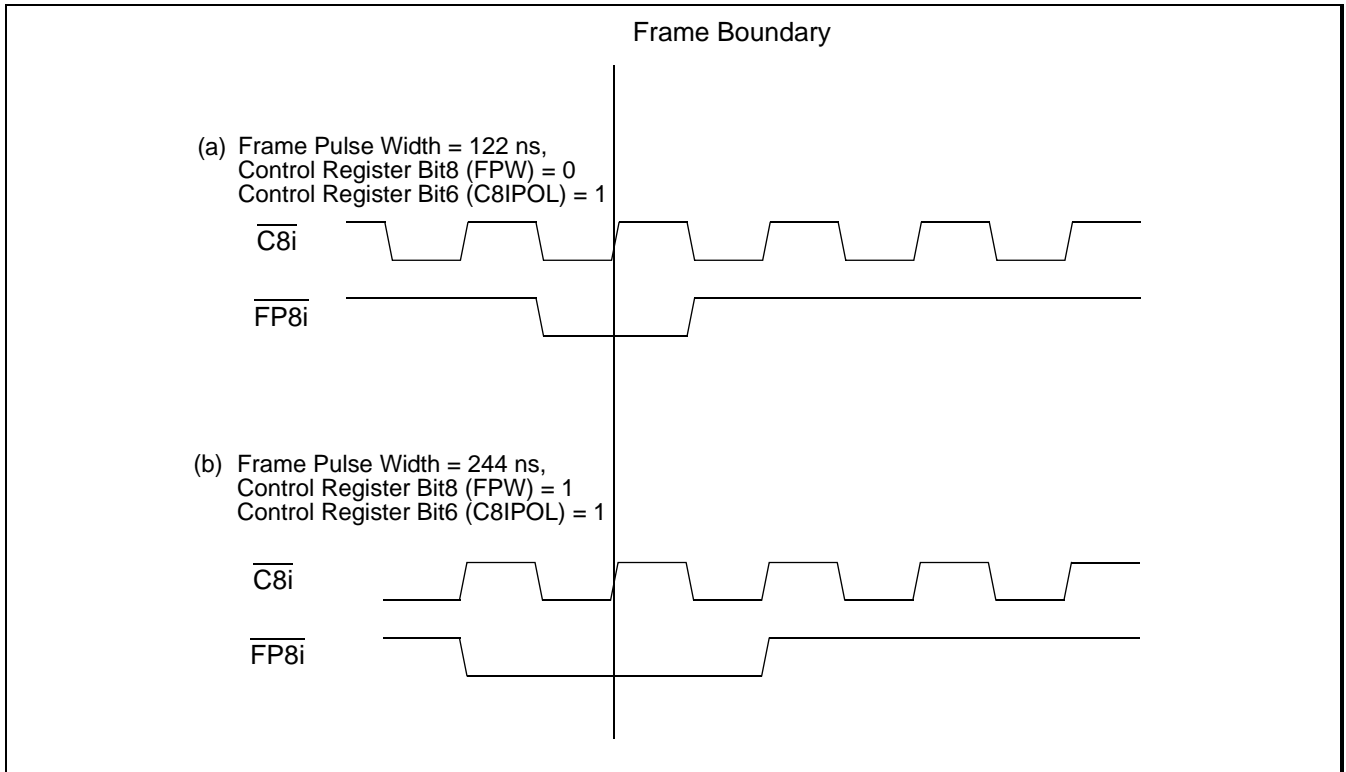 Frame Boundary
(a) Frame Pulse Width = 122 ns,
Control Register Bit8 (FPW) = 0
Control Register Bit6 (C8IPOL) = 1
C8i
FP8i
(b) Frame Pulse Width = 244 ns,
Control Register Bit8 (FPW) = 1
Control Register Bit6 (C8IPOL) = 1
C8i
FP8i